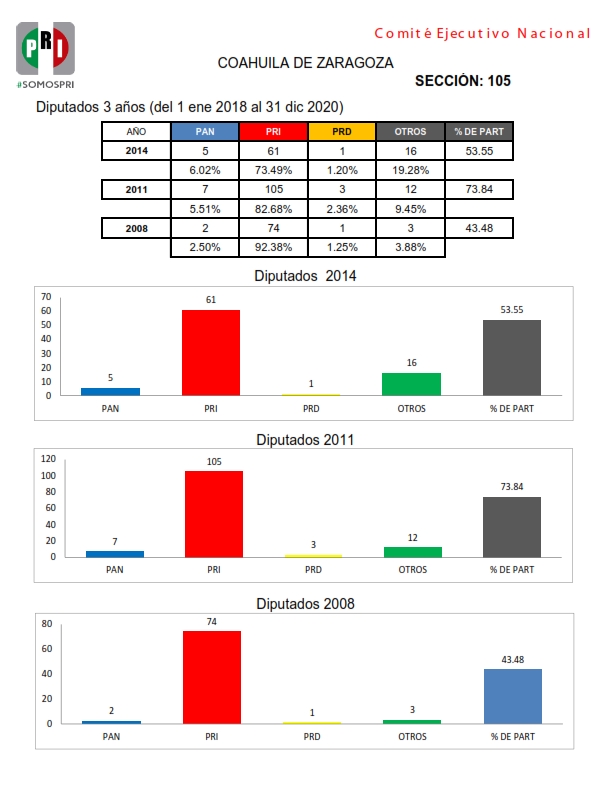 Comité Ejecutivo Nacional
PRI
#SOMOSPRI
COAHUILA DE ZARAGOZA
SECCIÓN: 105
Diputados 3 años (del 1 ene 2018 al 31 dic 2020)
AÑO PAN PRI PRD OTROS % DE PART
2014 5 61 1 16 53.55
6.02% 73.49% 1.20% 19.28%
2011 7 105 3 12 73.84
5.51% 82.68% 2.36% 9.45%
2008 2 74 1 3 43.48
2.50% 92.38% 1.25% 3.88%
Diputados 2014
70
60
50
40
30
20
10
0
5
61
1
16
53.55
PAN PRI PRD OTROS % DE PART
Diputados 2011
120
100
80
60
40
20
0
7
105
3
12
73.84
PAN PRI PRD OTROS % DE PART
Diputados 2008
80
60
40
20
0
2
74
1
3
43.48
PAN PRI PRD OTROS % DE PART